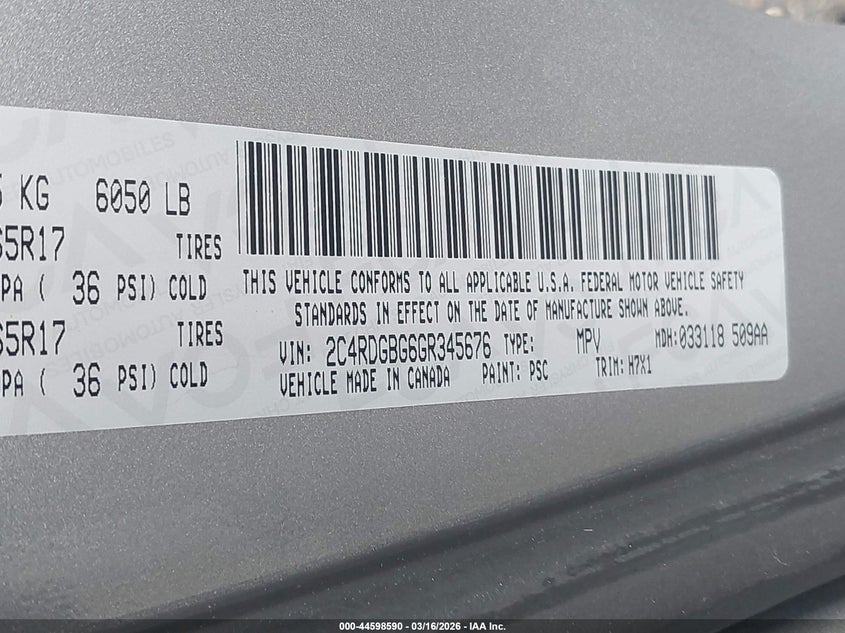 KG 6050 LB
65R17 TIRES
PA ( 36 PSI) COLD
65R17 TIRES
PA ( 36 PSI) COLD
THIS VEHICLE CONFORMS TO ALL APPLICABLE U.S.A. FEDERAL MOTOR VEHICLE SAFETY
STANDARDS IN EFFECT ON THE DATE OF MANUFACTURE SHOWN ABOVE.
VIN: 2C4RDGBG6GR345676 TYPE: MPV MDH:033118 509AA
VEHICLE MADE IN CANADA PAINT: PSC TRIM: H7X1
000-44598590 - 03/16/2026 - IAA Inc.